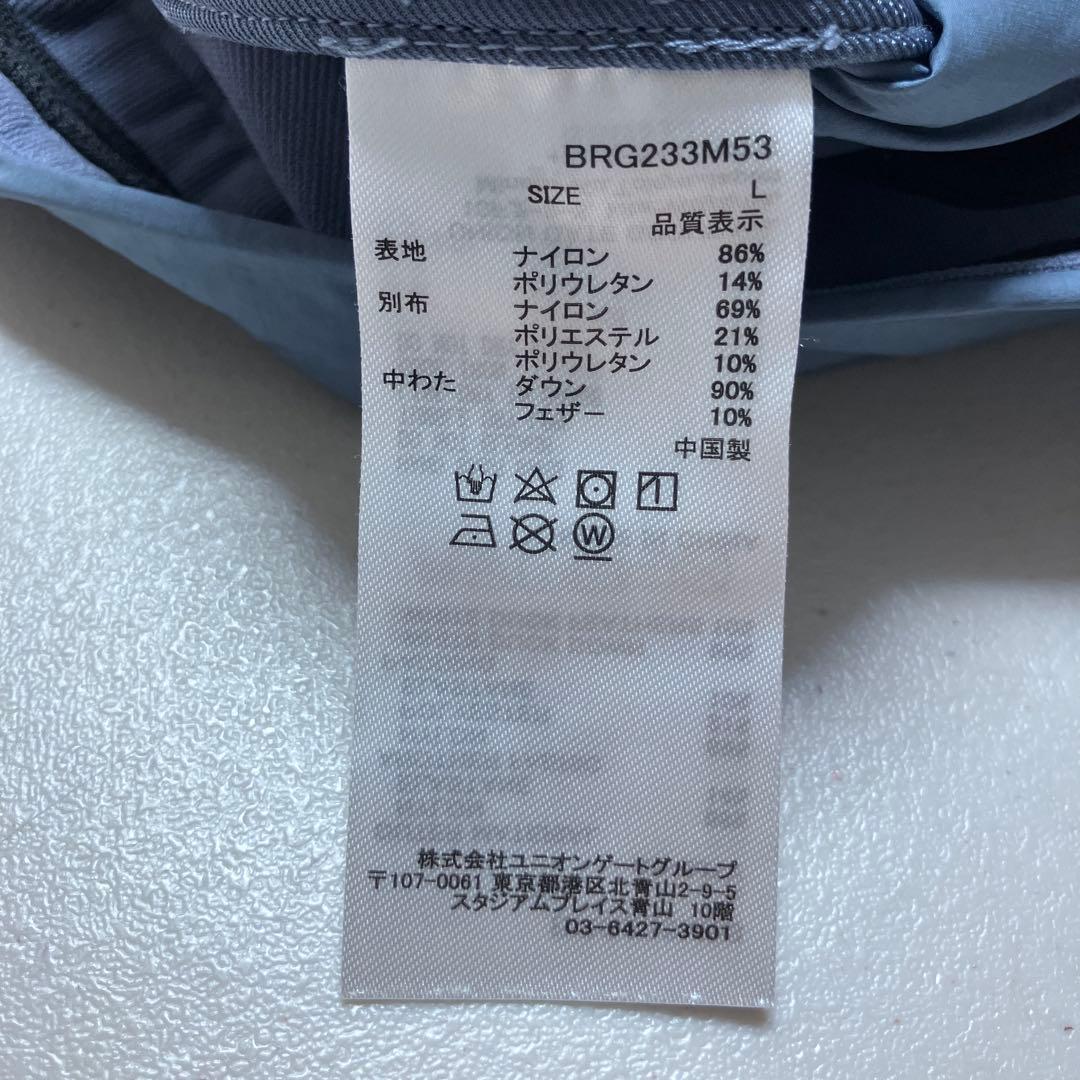 BRG233M53
SIZE L
品質表示
表地 ナイロン 86%
ポリウレタン 14%
別布 ナイロン 69%
ポリエステル 21%
ポリウレタン 10%
中わた ダウン 90%
フェザー 10%
中国製
W
株式会社ユニオンゲートグループ
〒107-0061 東京都港区北青山2-9-5
スタジアムプレイス青山 10階
03-6427-3901